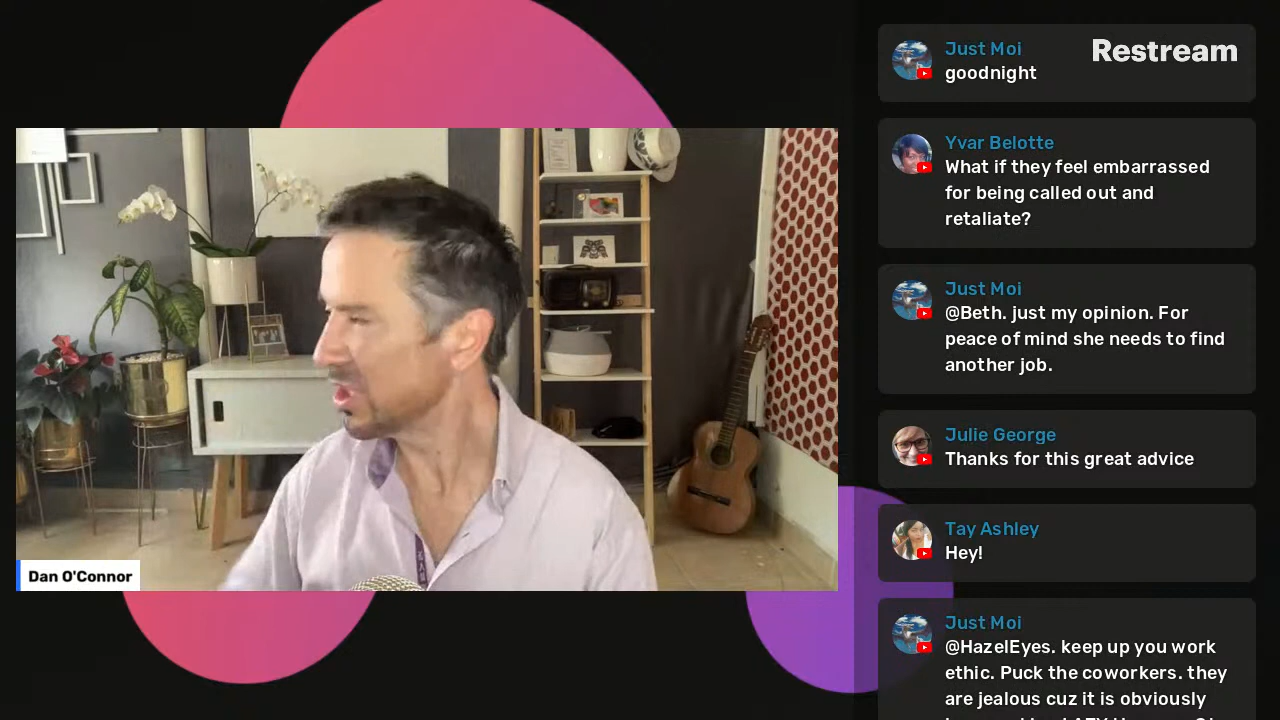 Dan O'Connor
Restream
Just Moi
goodnight
Yvar Belotte
What if they feel embarrassed
for being called out and
retaliate?
Just Moi
@Beth. just my opinion. For
peace of mind she needs to find
another job.
Julie George
Thanks for this great advice
Tay Ashley
Hey!
Just Moi
@HazelEyes. keep up you work
ethic. Puck the coworkers. they
are jealous cuz it is obviously